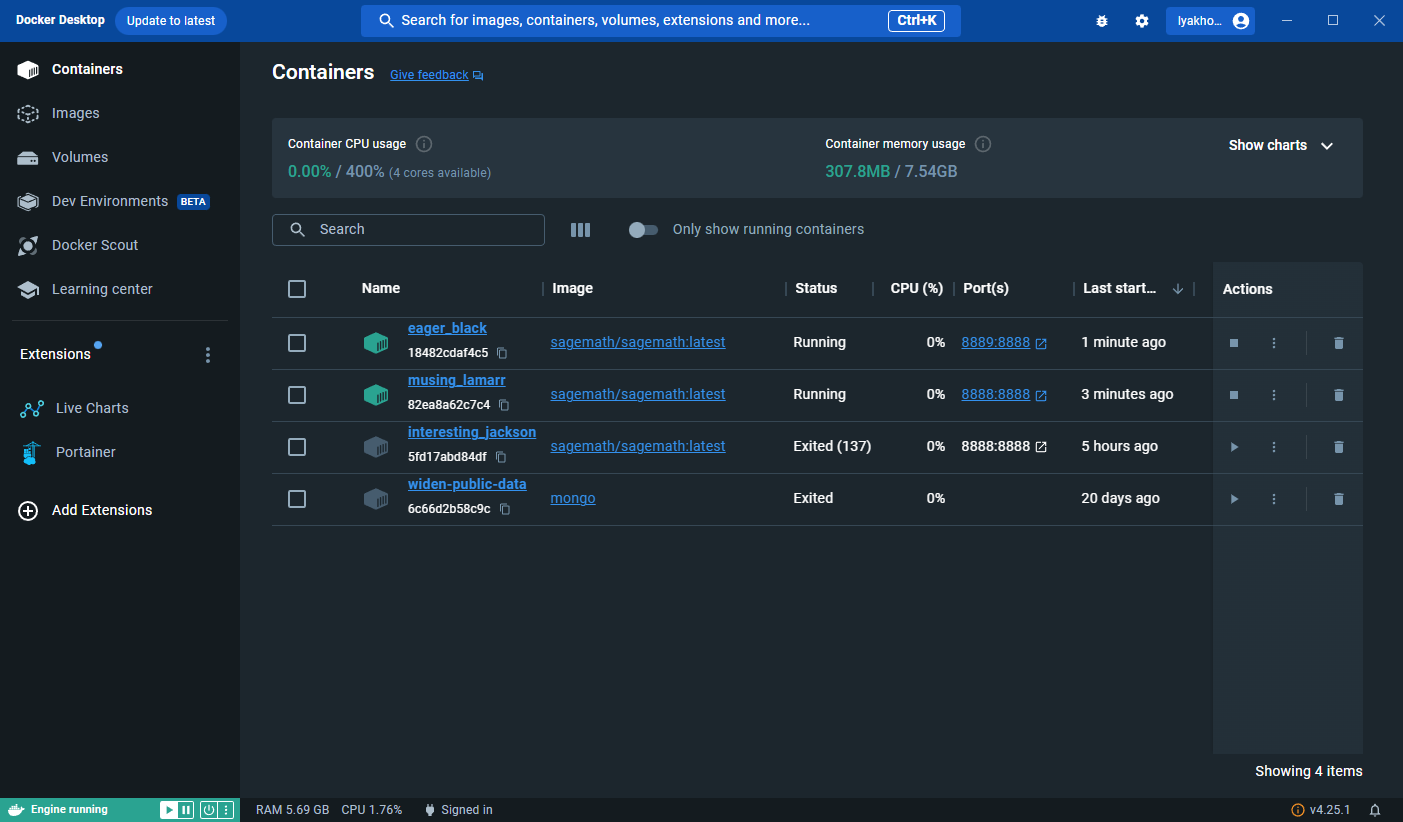 Docker Desktop
Update to latest
Search for images, containers, volumes, extensions and more...
Ctrl+K
lyakho...
Containers
Images
Volumes
Dev Environments BETA
Docker Scout
Learning center
Extensions
Live Charts
Portainer
Add Extensions
Containers
Give feedback
Container CPU usage
0.00% / 400% (4 cores available)
Container memory usage
307.8MB / 7.54GB
Show charts
Search
Only show running containers
Name Image Status CPU (%) Port(s) Last start... Actions
eager_black
18482cdaf4c5
sagemath/sagemath:latest Running 0% 8889:8888 1 minute ago
musing_lamarr
82ea8a62c7c4
sagemath/sagemath:latest Running 0% 8888:8888 3 minutes ago
interesting_jackson
5fd17abd84df
sagemath/sagemath:latest Exited (137) 0% 8888:8888 5 hours ago
widen-public-data
6c66d2b58c9c
mongo Exited 0% 20 days ago
Showing 4 items
Engine running
RAM 5.69 GB CPU 1.76% Signed in
v4.25.1